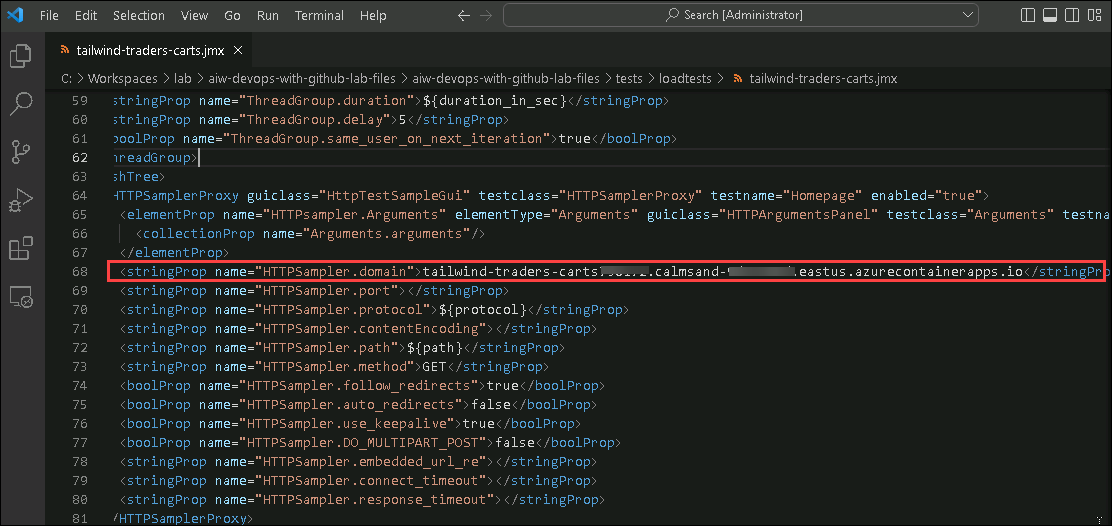 File Edit View Go Run Terminal Help
Search [Administrator]
tailwind-traders-carts.jmx
C: > Workspaces > lab > aiw-devops-with-github-lab-files > aiw-devops-with-github-lab-files > tests > loadtests > tailwind-traders-carts.jmx
59 stringProp name="ThreadGroup.duration">${duration_in_sec}</stringProp>
60 stringProp name="ThreadGroup.delay">5</stringProp>
61 boolProp name="ThreadGroup.same_user_on_next_iteration">true</boolProp>
62 hreadGroup>
63 shTree>
64 HTTPSamplerProxy guiclass="HttpTestSampleGui" testclass="HTTPSamplerProxy" testname="Homepage" enabled="true">
65 <elementProp name="HTTPsampler.Arguments" elementType="Arguments" guiclass="HTTPArgumentsPanel" testclass="Arguments" testna
66 <collectionProp name="Arguments.arguments"/>
67 </elementProp>
68 <stringProp name="HTTPSampler.domain">tailwind-traders-carts .calmsand- .eastus.azurecontainerapps.io</stringPro
69 <stringProp name="HTTPSampler.port"></stringProp>
70 <stringProp name="HTTPSampler.protocol">${protocol}</stringProp>
71 <stringProp name="HTTPSampler.contentEncoding"></stringProp>
72 <stringProp name="HTTPSampler.path">${path}</stringProp>
73 <stringProp name="HTTPSampler.method">GET</stringProp>
74 <boolProp name="HTTPSampler.follow_redirects">true</boolProp>
75 <boolProp name="HTTPSampler.auto_redirects">false</boolProp>
76 <boolProp name="HTTPSampler.use_keepalive">true</boolProp>
77 <boolProp name="HTTPSampler.DO_MULTIPART_POST">false</boolProp>
78 <stringProp name="HTTPSampler.embedded_url_re"></stringProp>
79 <stringProp name="HTTPSampler.connect_timeout"></stringProp>
80 <stringProp name="HTTPSampler.response_timeout"></stringProp>
81 /HTTPSamplerProxy>